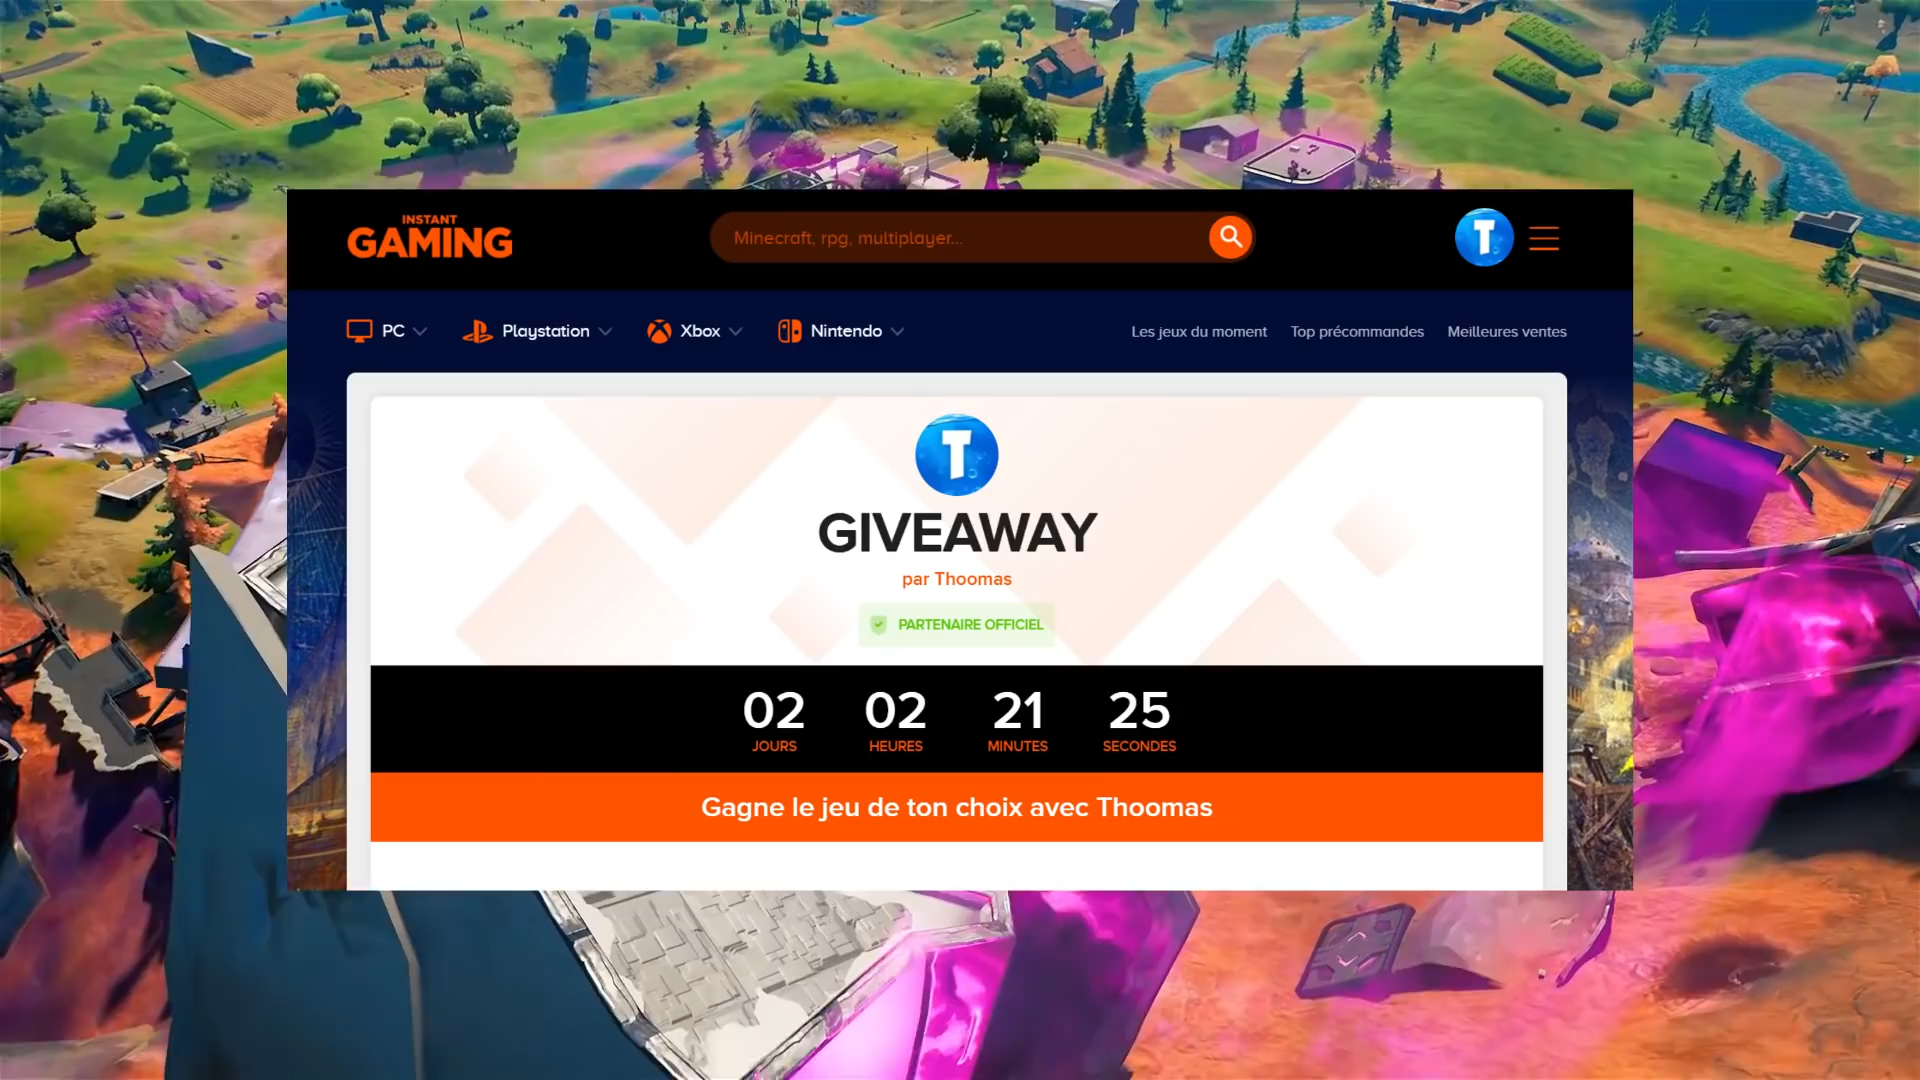 INSTANT
GAMING
Minecraft, rpg, multiplayer...
T
PC
Playstation
Xbox
Nintendo
Les jeux du moment
Top précommandes
Meilleures ventes
T
GIVEAWAY
par Thoomas
PARTENAIRE OFFICIEL
02 02 21 25
JOURS HEURES MINUTES SECONDES
Gagne le jeu de ton choix avec Thoomas